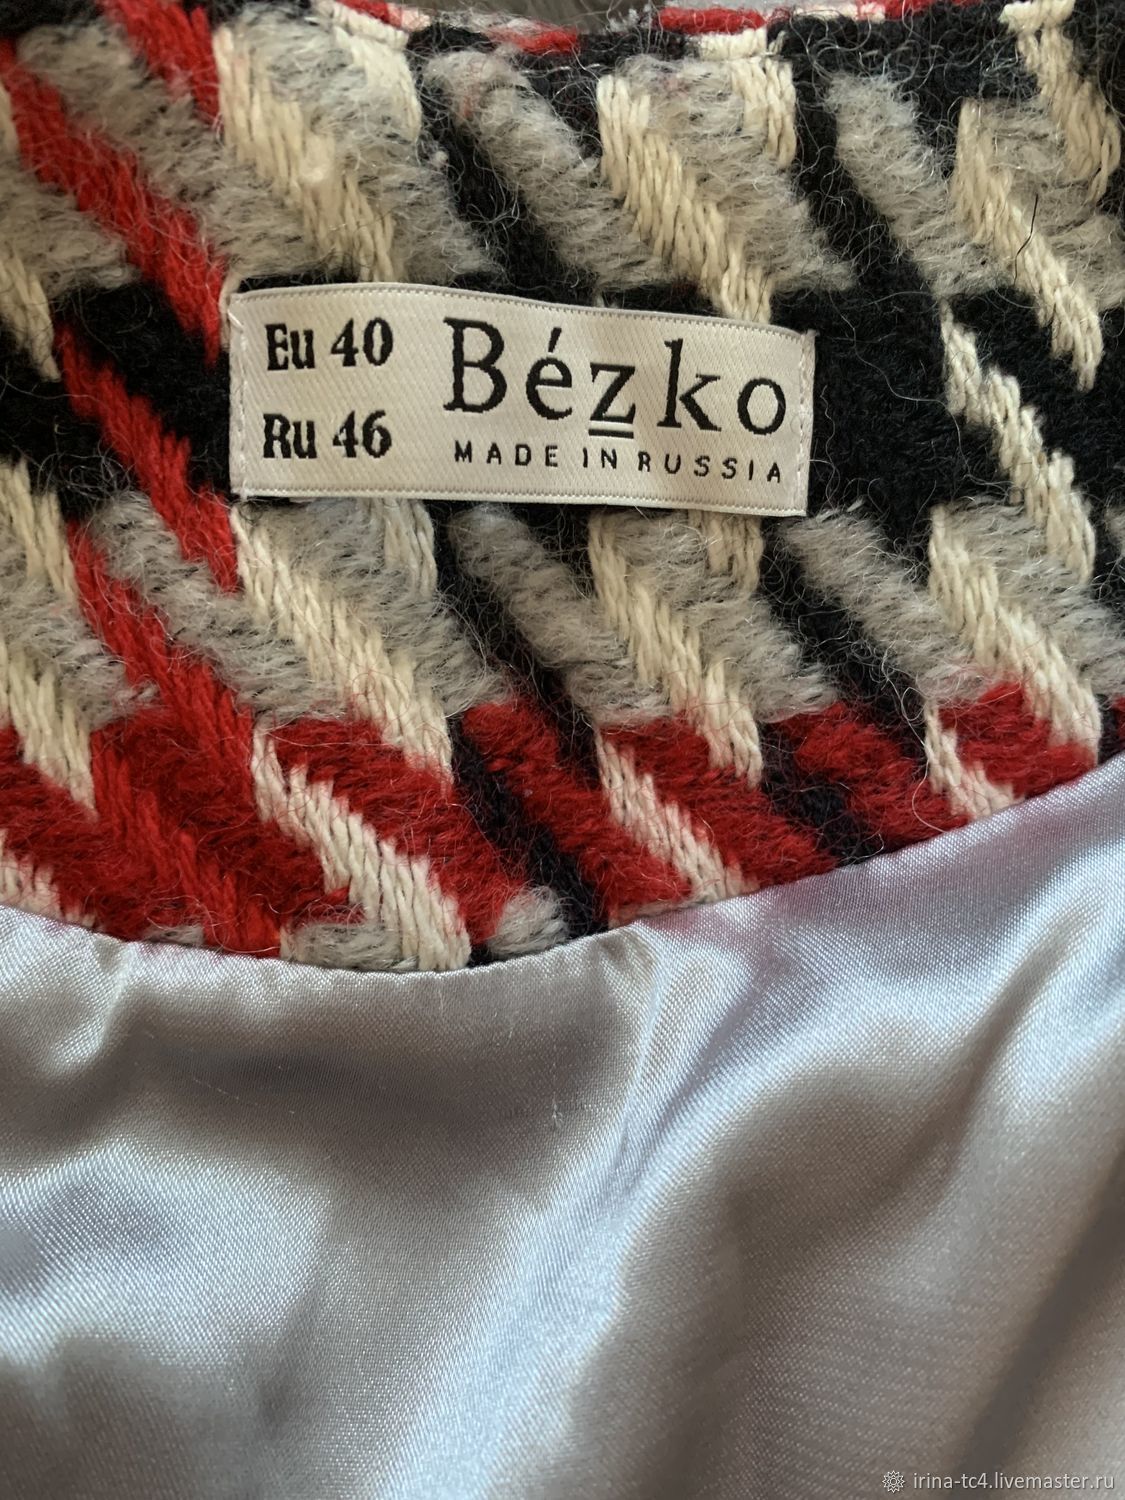 Eu 40
Ru 46
Bézko
MADE IN RUSSIA
irina-tc4.livemaster.ru